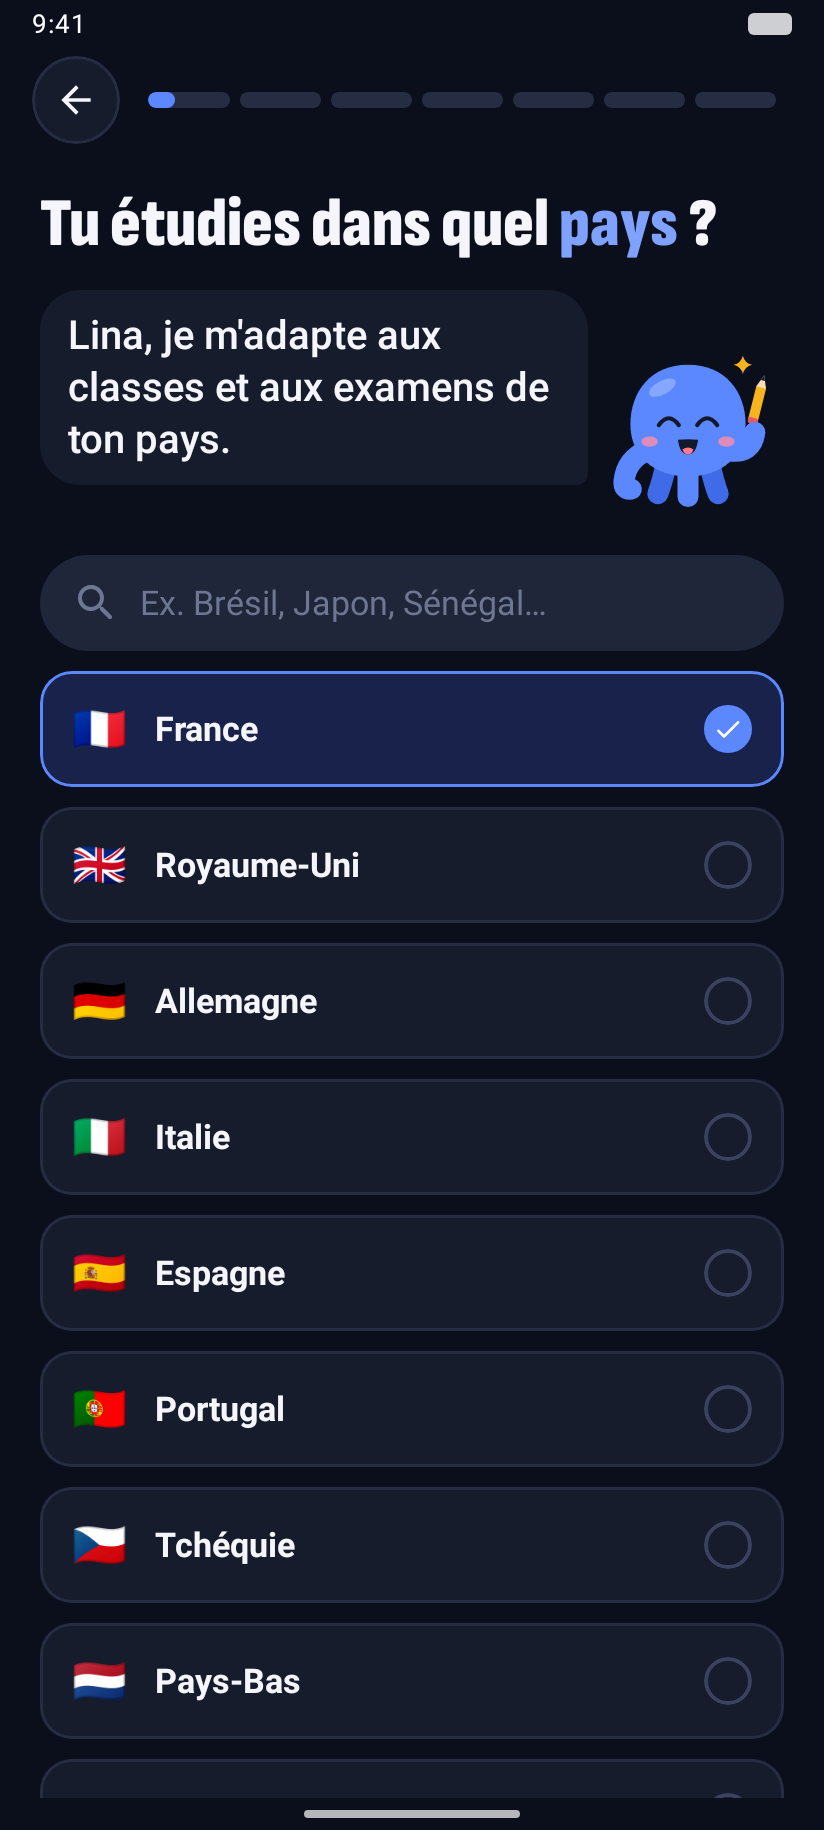 9:41
Tu étudies dans quel pays ?
Lina, je m'adapte aux
classes et aux examens de
ton pays.
Ex. Brésil, Japon, Sénégal…
France
Royaume-Uni
Allemagne
Italie
Espagne
Portugal
Tchéquie
Pays-Bas